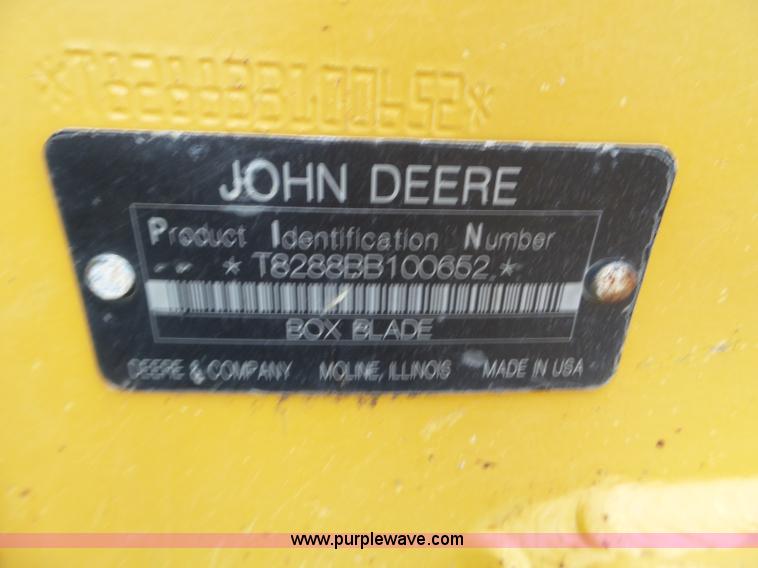 *T8288BB100652*
JOHN DEERE
Product Identification Number
* T8288BB100652 *
BOX BLADE
DEERE & COMPANY MOLINE, ILLINOIS MADE IN USA
www.purplewave.com